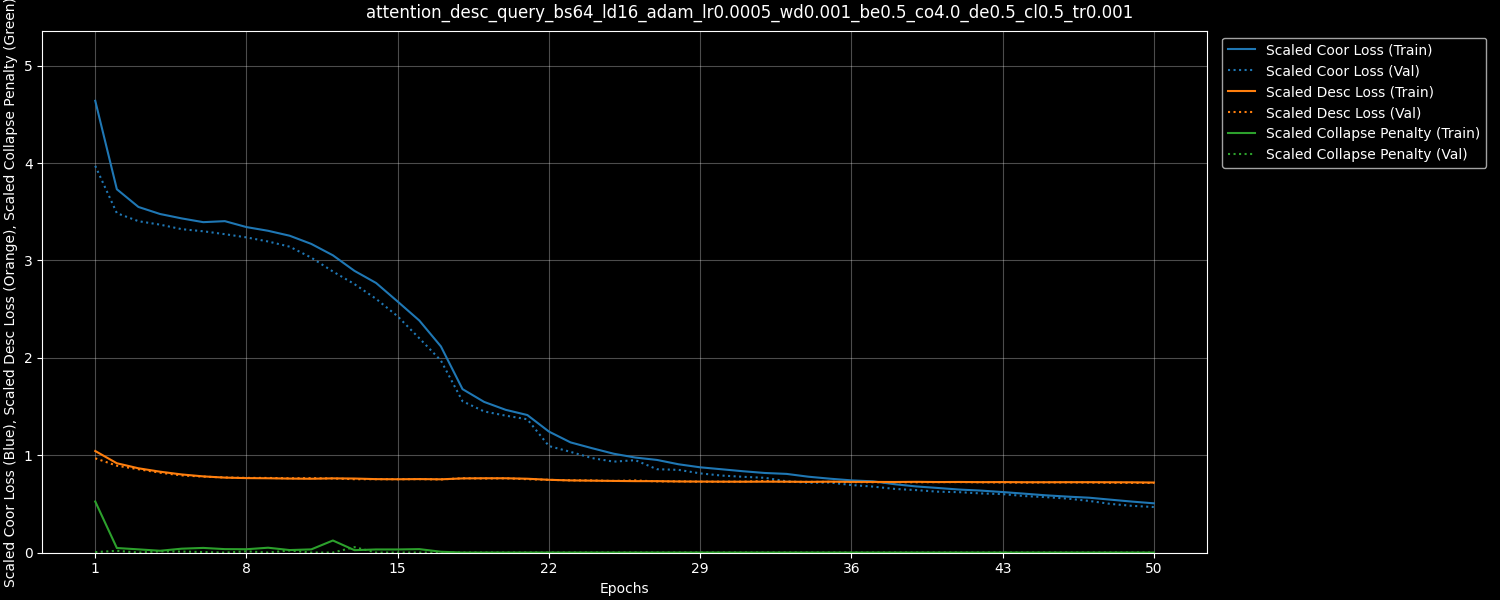 attention_desc_query_bs64_ld16_adam_lr0.0005_wd0.001_be0.5_co4.0_de0.5_cl0.5_tr0.001
Scaled Coor Loss (Blue), Scaled Desc Loss (Orange), Scaled Collapse Penalty (Green)
5
4
3
2
1
0
1 8 15 22 29 36 43 50
Epochs
Scaled Coor Loss (Train)
Scaled Coor Loss (Val)
Scaled Desc Loss (Train)
Scaled Desc Loss (Val)
Scaled Collapse Penalty (Train)
Scaled Collapse Penalty (Val)